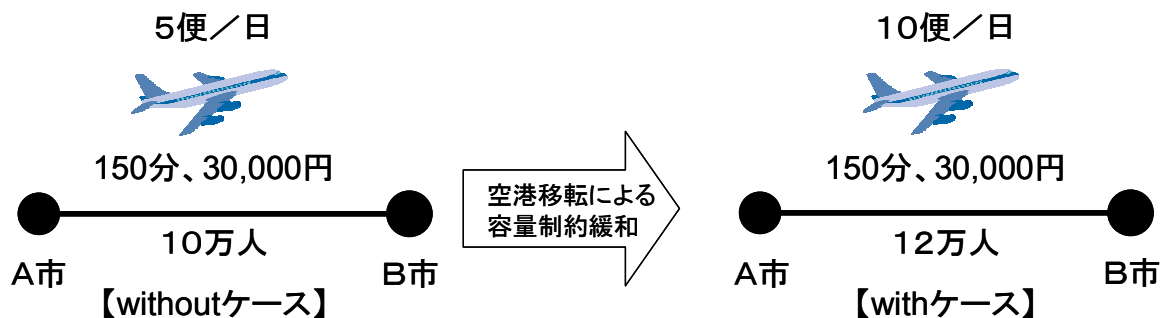 ５便／日
150分、30,000円
１０万人
A市
B市
【withoutケース】
空港移転による
容量制約緩和
１０便／日
150分、30,000円
１２万人
A市
B市
【withケース】